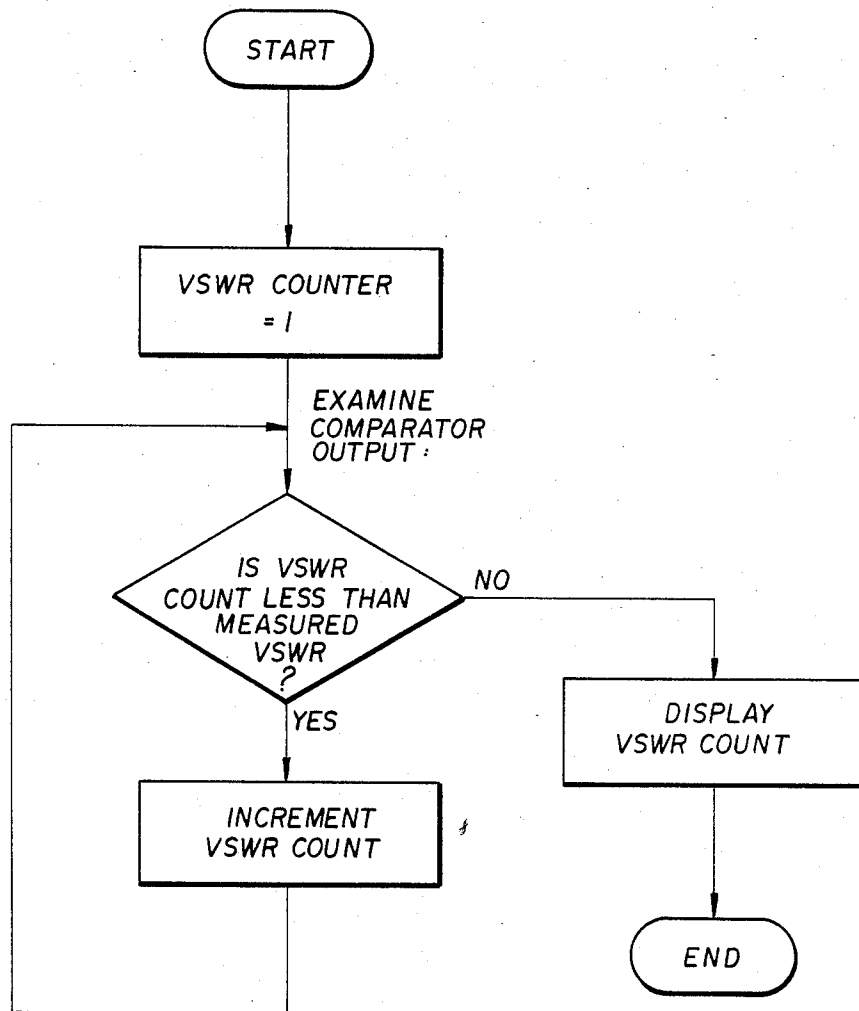 START
VSWR COUNTER
= 1
EXAMINE
COMPARATOR
OUTPUT :
IS VSWR
COUNT LESS THAN
MEASURED
VSWR
?
NO
YES
DISPLAY
VSWR COUNT
INCREMENT
VSWR COUNT
END